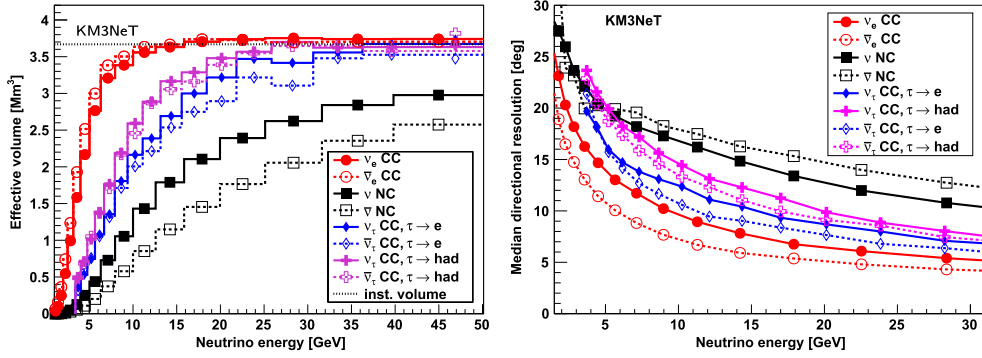 KM3NeT
Effective volume [Mm³]
4
3.5
3
2.5
2
1.5
1
0.5
0
5 10 15 20 25 30 35 40 45 50
Neutrino energy [GeV]
νe CC
ν̄e CC
ν NC
ν̄ NC
ντ CC, τ→ e
ν̄τ CC, τ→ e
ντ CC, τ→ had
ν̄τ CC, τ→ had
inst. volume
KM3NeT
Median directional resolution [deg]
30
25
20
15
10
5
0
5 10 15 20 25 30
Neutrino energy [GeV]
νe CC
ν̄e CC
ν NC
ν̄ NC
ντ CC, τ→ e
ντ CC, τ→ had
ν̄τ CC, τ→ e
ν̄τ CC, τ→ had